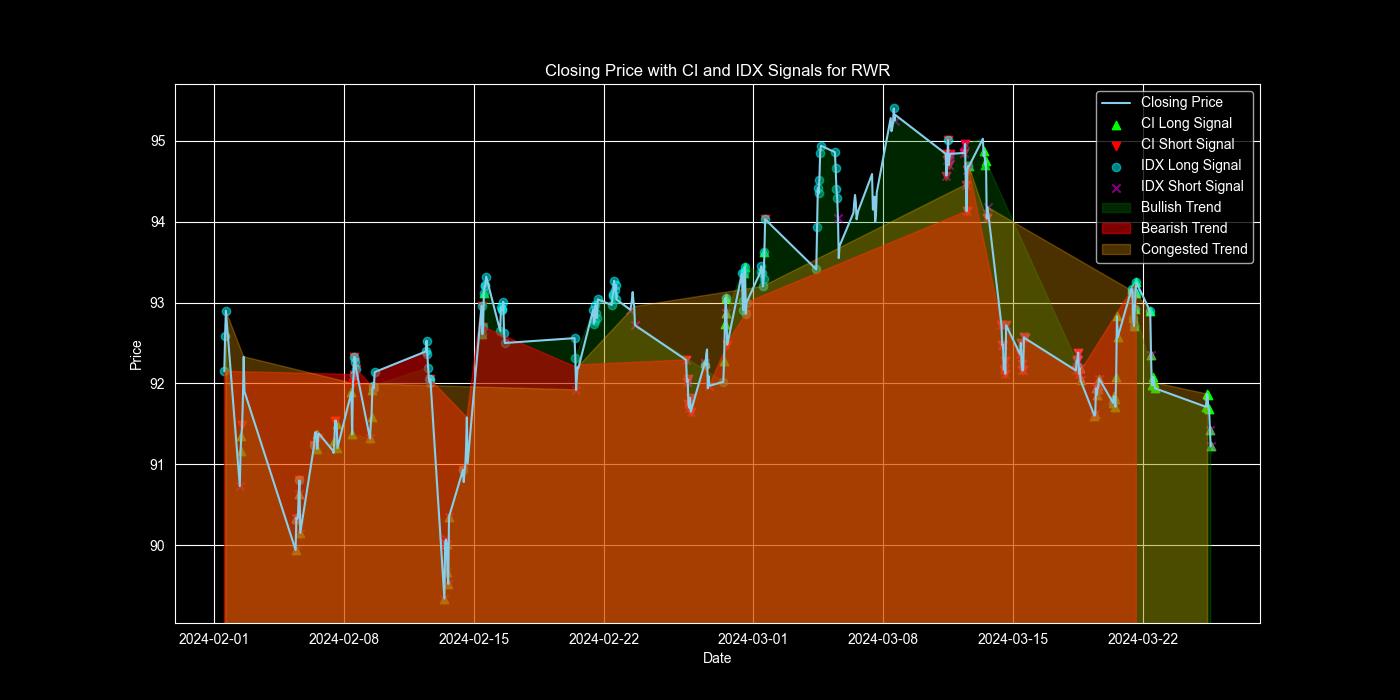 Closing Price with CI and IDX Signals for RWR
Closing Price
CI Long Signal
CI Short Signal
IDX Long Signal
IDX Short Signal
Bullish Trend
Bearish Trend
Congested Trend
Price
95
94
93
92
91
90
2024-02-01
2024-02-08
2024-02-15
2024-02-22
2024-03-01
2024-03-08
2024-03-15
2024-03-22
Date